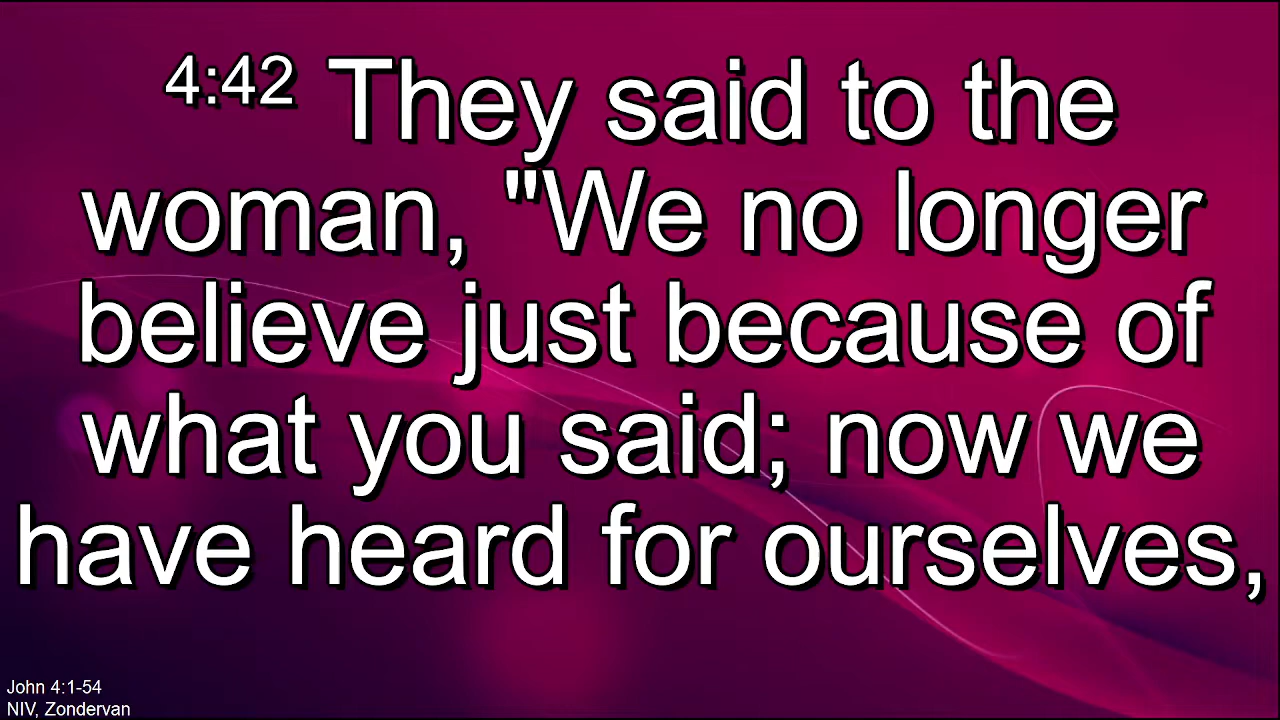 4:42 They said to the
woman, "We no longer
believe just because of
what you said; now we
have heard for ourselves,
John 4:1-54
NIV, Zondervan